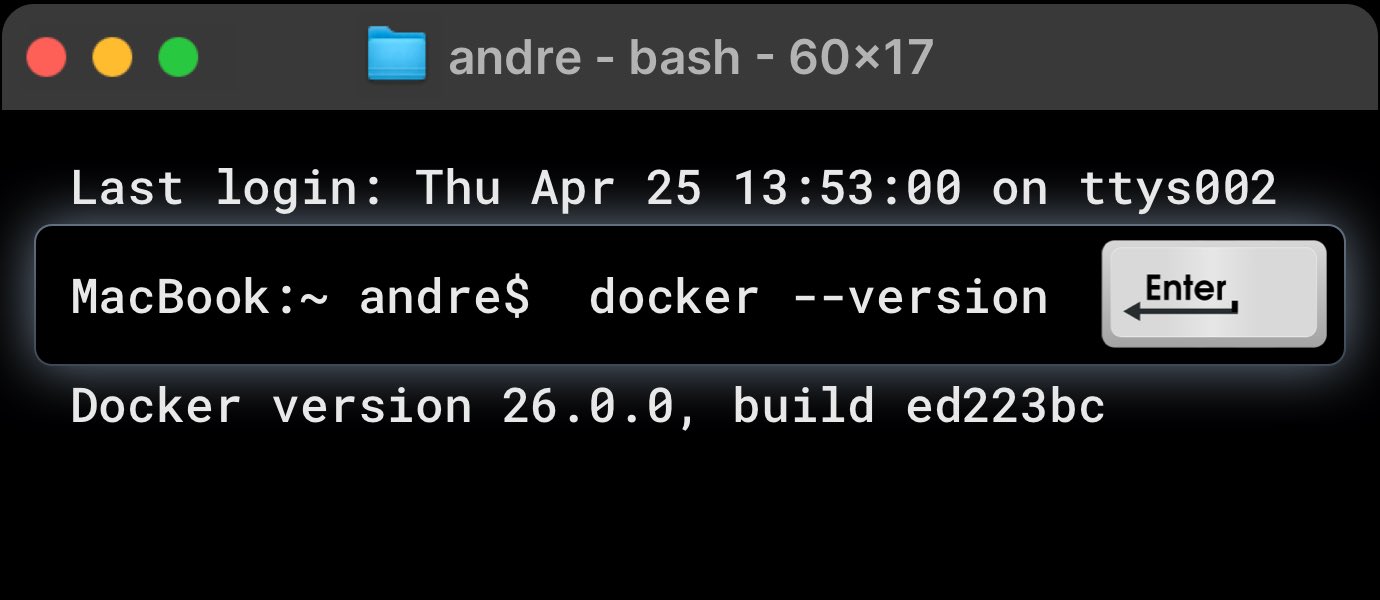 andre - bash - 60×17
Last login: Thu Apr 25 13:53:00 on ttys002
MacBook:~ andre$  docker --version
Enter
Docker version 26.0.0, build ed223bc